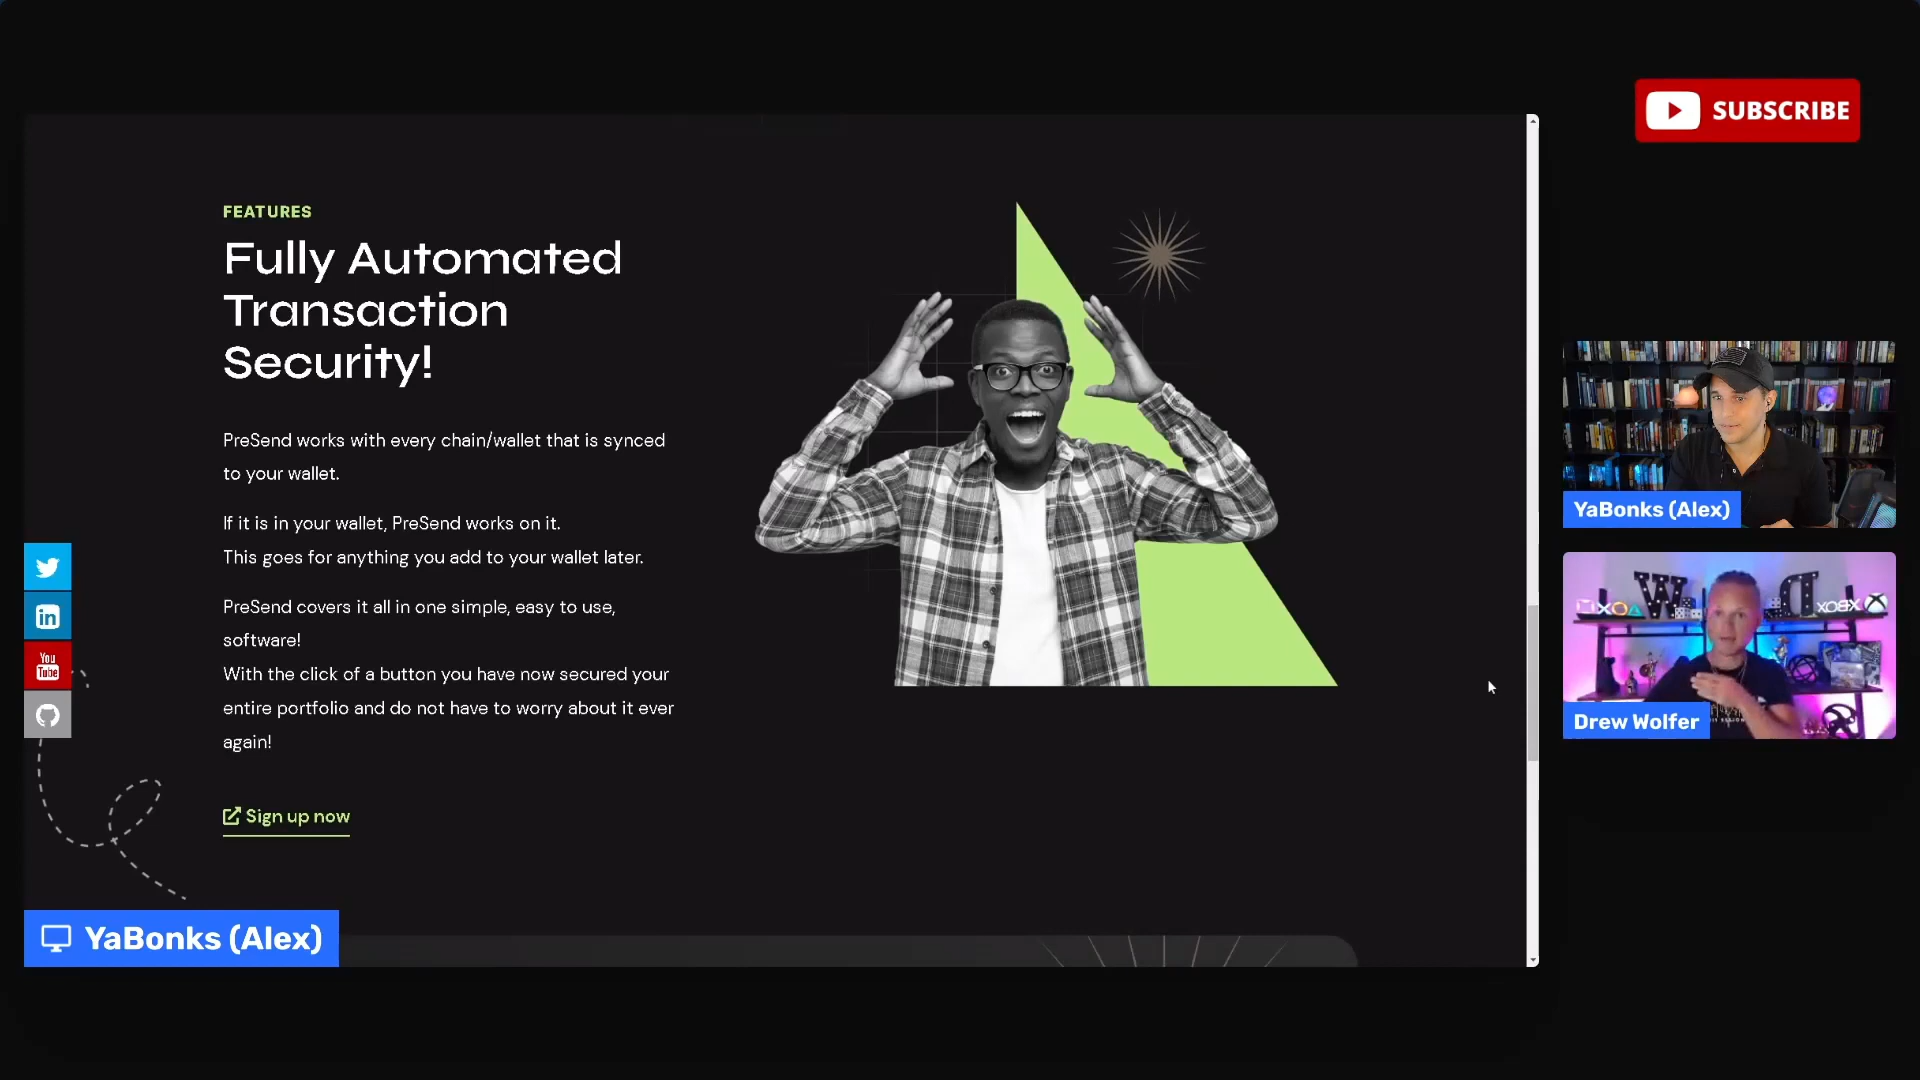 SUBSCRIBE
FEATURES
Fully Automated
Transaction
Security!
PreSend works with every chain/wallet that is synced
to your wallet.
If it is in your wallet, PreSend works on it.
This goes for anything you add to your wallet later.
PreSend covers it all in one simple, easy to use,
software!
With the click of a button you have now secured your
entire portfolio and do not have to worry about it ever
again!
Sign up now
You
Tube
in
YaBonks (Alex)
YaBonks (Alex)
W D
XBOX
Drew Wolfer